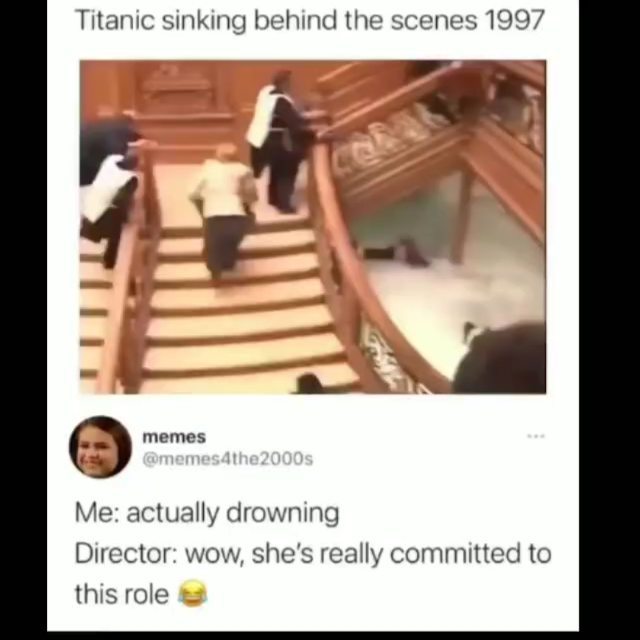 Titanic sinking behind the scenes 1997
memes
@memes4the2000s
Me: actually drowning
Director: wow, she's really committed to
this role 😂